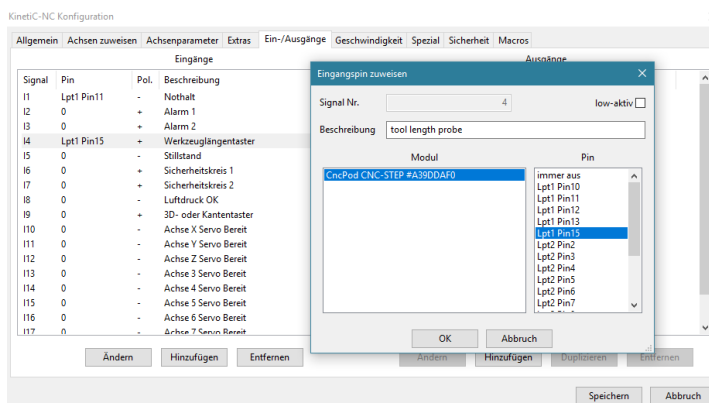 KinetiC-NC Konfiguration
Allgemein Achsen zuweisen Achsenparameter Extras Ein-/Ausgänge Geschwindigkeit Spezial Sicherheit Macros
Eingänge
Ausgänge
Signal Pin Pol. Beschreibung
I1 Lpt1 Pin11 - Nothalt
I2 0 + Alarm 1
I3 0 + Alarm 2
I4 Lpt1 Pin15 + Werkzeuglängentaster
I5 0 - Stillstand
I6 0 + Sicherheitskreis 1
I7 0 + Sicherheitskreis 2
I8 0 - Luftdruck OK
I9 0 + 3D- oder Kantentaster
I10 0 - Achse X Servo Bereit
I11 0 - Achse Y Servo Bereit
I12 0 - Achse Z Servo Bereit
I13 0 - Achse 3 Servo Bereit
I14 0 - Achse 4 Servo Bereit
I15 0 - Achse 5 Servo Bereit
I16 0 - Achse 6 Servo Bereit
I17 0 - Achse 7 Servo Bereit
Ändern Hinzufügen Entfernen
Eingangspin zuweisen
Signal Nr. 4 low-aktiv
Beschreibung tool length probe
Modul Pin
CncPod CNC-STEP #A39DDAF0
immer aus
Lpt1 Pin10
Lpt1 Pin11
Lpt1 Pin12
Lpt1 Pin13
Lpt1 Pin15
Lpt2 Pin2
Lpt2 Pin3
Lpt2 Pin4
Lpt2 Pin5
Lpt2 Pin6
Lpt2 Pin7
OK Abbruch
Ändern Hinzufügen Duplizieren Entfernen
Speichern Abbruch